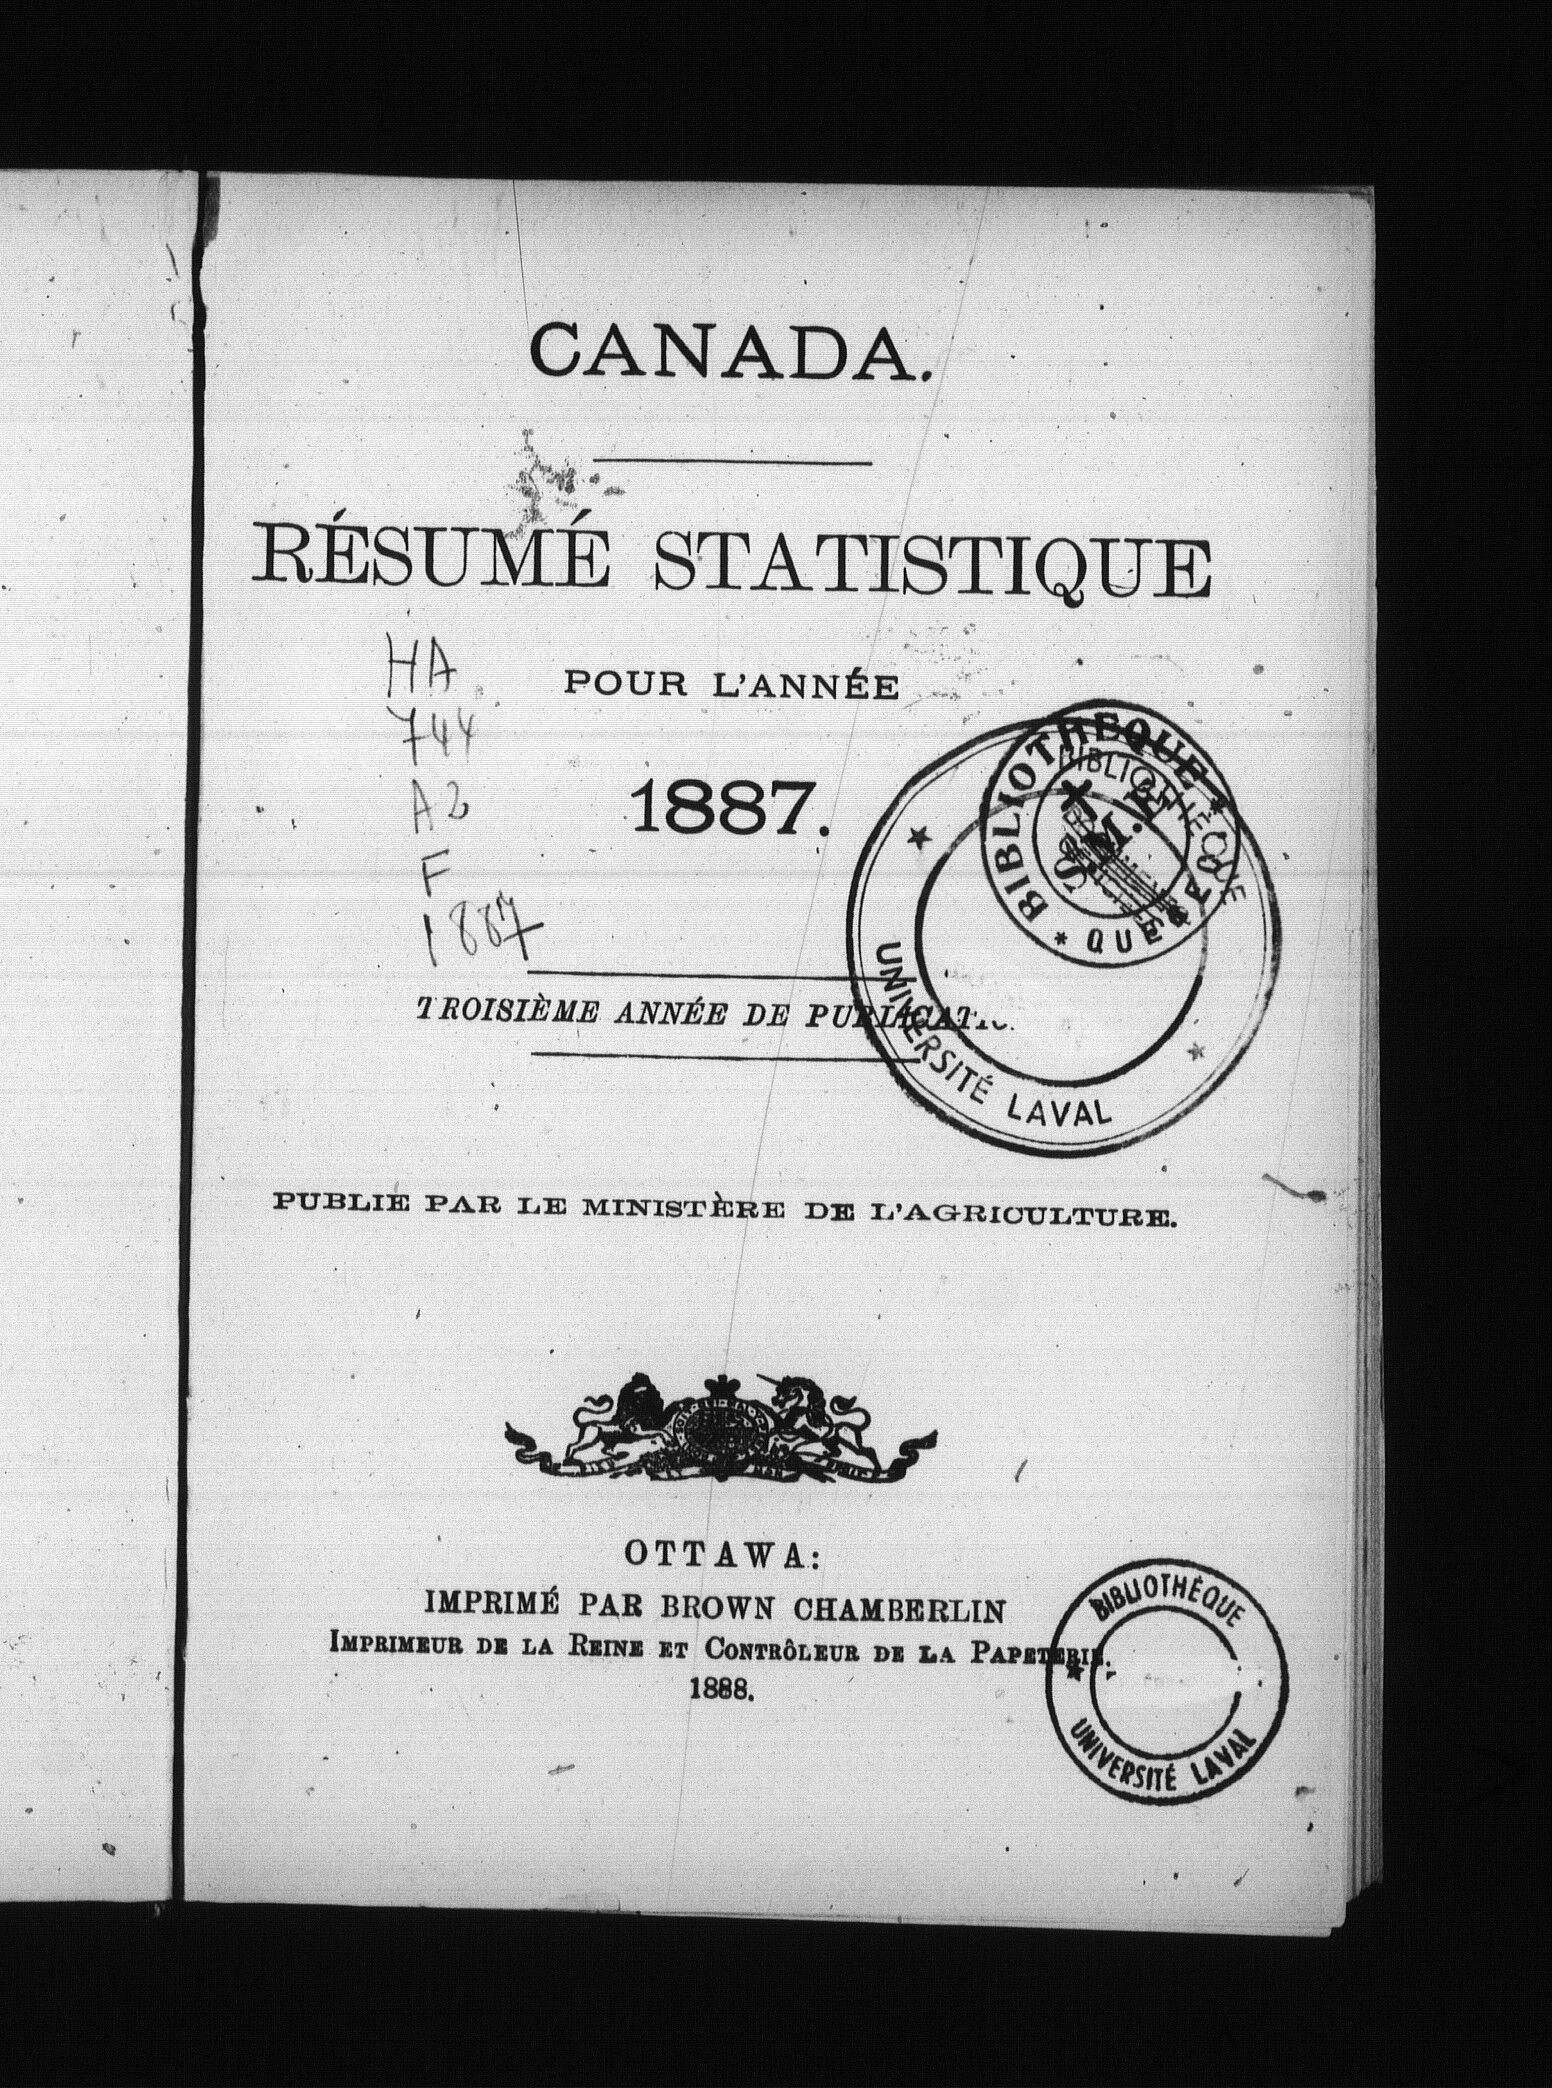 CANADA.
RÉSUMÉ STATISTIQUE
POUR L'ANNÉE
1887.
HA
744
A2
F
1887
TROISIÈME ANNÉE DE
BIBLIOTHEQUE
S.M.E.
QUEBEC
BIBLIOTHÈQUE
UNIVERSITÉ LAVAL
PUBLIE PAR LE MINISTÈRE DE L'AGRICULTURE.
OTTAWA:
IMPRIMÉ PAR BROWN CHAMBERLIN
IMPRIMEUR DE LA REINE ET CONTRÔLEUR DE LA PAPETERIE.
1888.
BIBLIOTHÈQUE
UNIVERSITÉ LAVAL